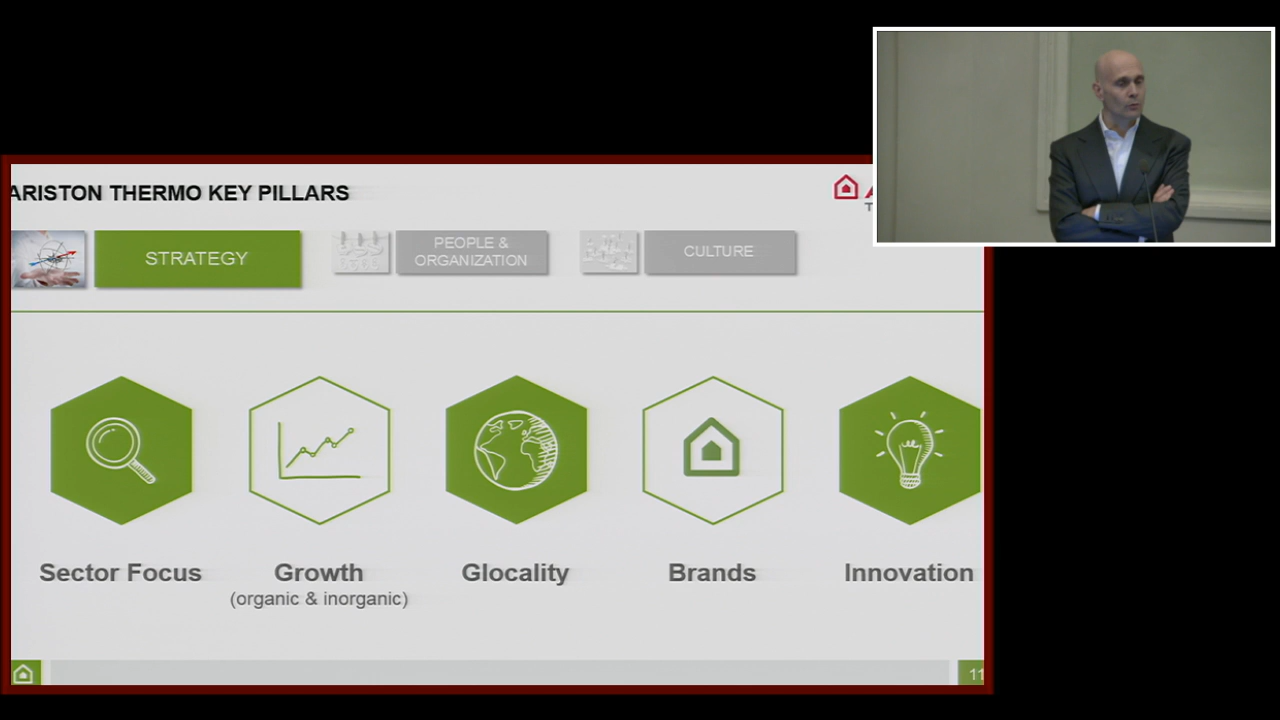 ARISTON THERMO KEY PILLARS
STRATEGY
PEOPLE &
ORGANIZATION
CULTURE
Sector Focus
Growth
(organic & inorganic)
Glocality
Brands
Innovation
11